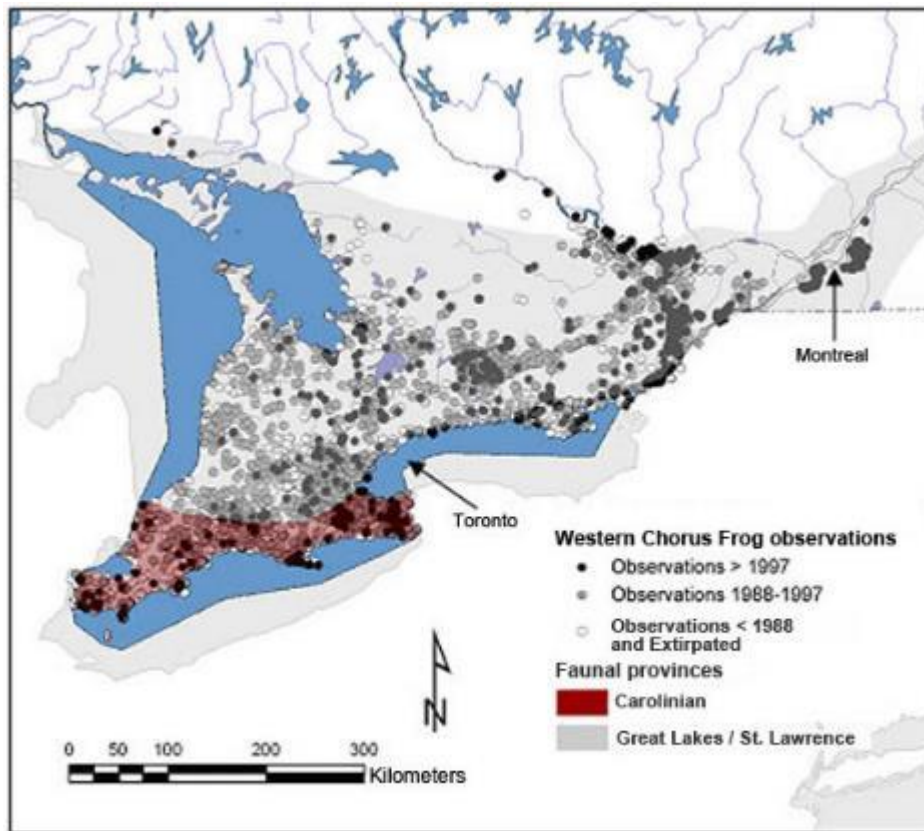 Montreal
Toronto
Western Chorus Frog observations
Observations > 1997
Observations 1988-1997
Observations < 1988
and Extirpated
Faunal provinces
Carolinian
Great Lakes / St. Lawrence
N
0 50 100 200 300
Kilometers